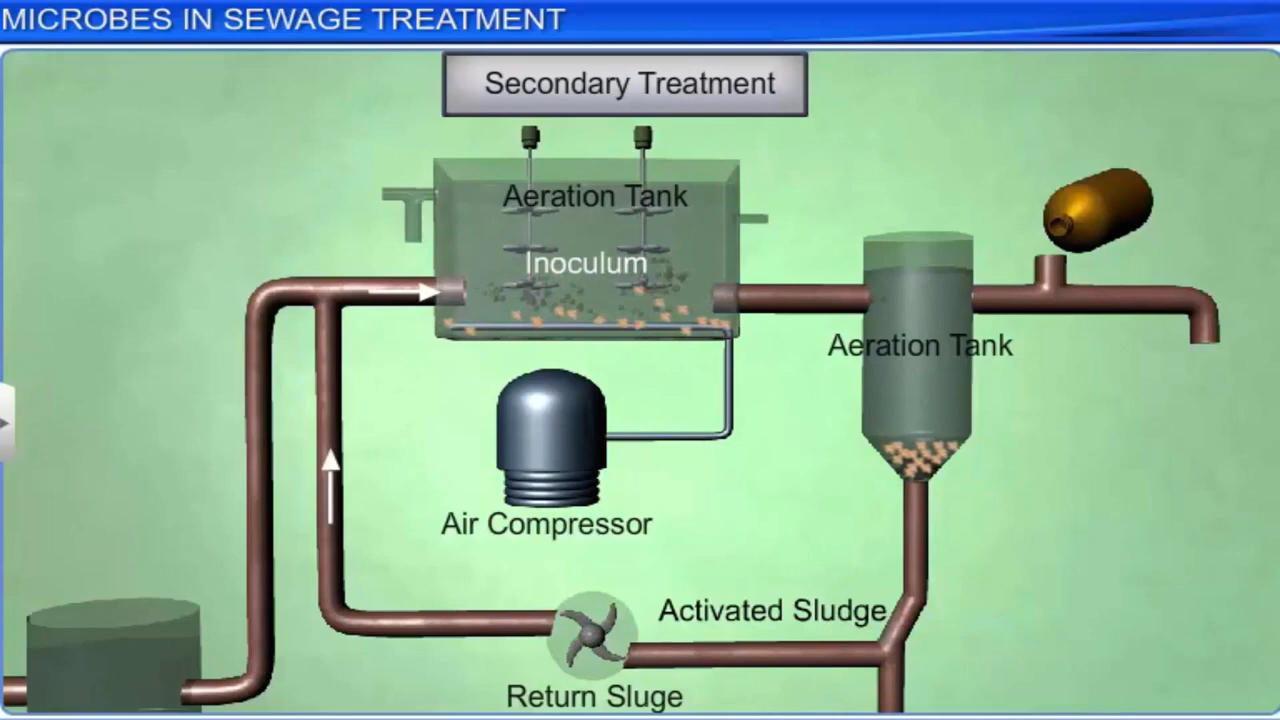 MICROBES IN SEWAGE TREATMENT
Secondary Treatment
Aeration Tank
Inoculum
Aeration Tank
Air Compressor
Activated Sludge
Return Sluge